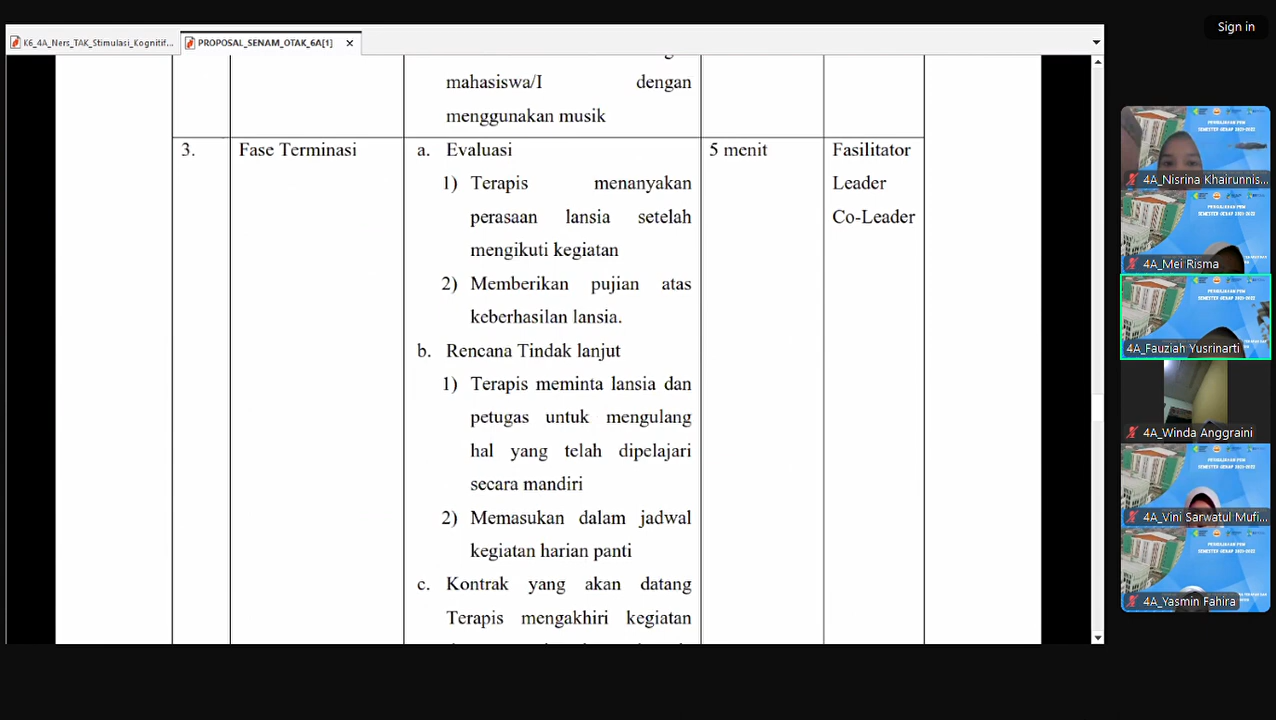 Sign in
K6_4A_Ners_TAK_Stimulasi_Kognitif...
PROPOSAL_SENAM_OTAK_6A[1]
mahasiswa/I dengan
menggunakan musik
3. Fase Terminasi a. Evaluasi 5 menit Fasilitator
1) Terapis menanyakan Leader
perasaan lansia setelah Co-Leader
mengikuti kegiatan
2) Memberikan pujian atas
keberhasilan lansia.
b. Rencana Tindak lanjut
1) Terapis meminta lansia dan
petugas untuk mengulang
hal yang telah dipelajari
secara mandiri
2) Memasukan dalam jadwal
kegiatan harian panti
c. Kontrak yang akan datang
Terapis mengakhiri kegiatan
4A_Nisrina Khairunnis...
4A_Mei Risma
4A_Fauziah Yusrinarti
4A_Winda Anggraini
4A_Vini Sarwatul Mufi...
4A_Yasmin Fahira